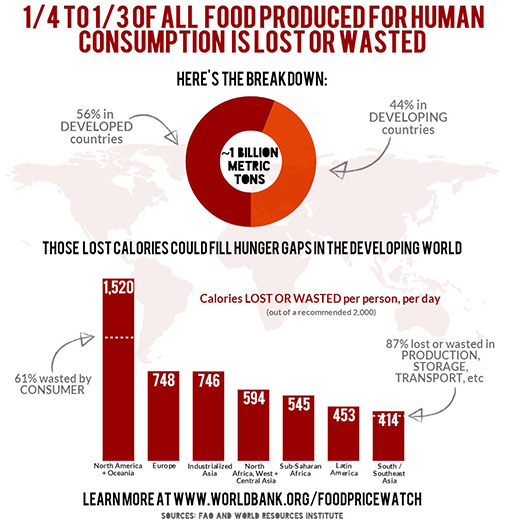 1/4 TO 1/3 OF ALL FOOD PRODUCED FOR HUMAN
CONSUMPTION IS LOST OR WASTED
HERE'S THE BREAKDOWN:
56% in
DEVELOPED
countries
44% in
DEVELOPING
countries
~1 BILLION
METRIC
TONS
THOSE LOST CALORIES COULD FILL HUNGER GAPS IN THE DEVELOPING WORLD
1,520
Calories LOST OR WASTED per person, per day
(out of a recommended 2,000)
61% wasted by
CONSUMER
87% lost or wasted in
PRODUCTION,
STORAGE,
TRANSPORT, etc
748
746
594
545
453
414
North America
+ Oceania
Europe
Industrialized
Asia
North
Africa, West +
Central Asia
Sub-Saharan
Africa
Latin
America
South /
Southeast
Asia
LEARN MORE AT WWW.WORLDBANK.ORG/FOODPRICEWATCH
SOURCES: FAO AND WORLD RESOURCES INSTITUTE